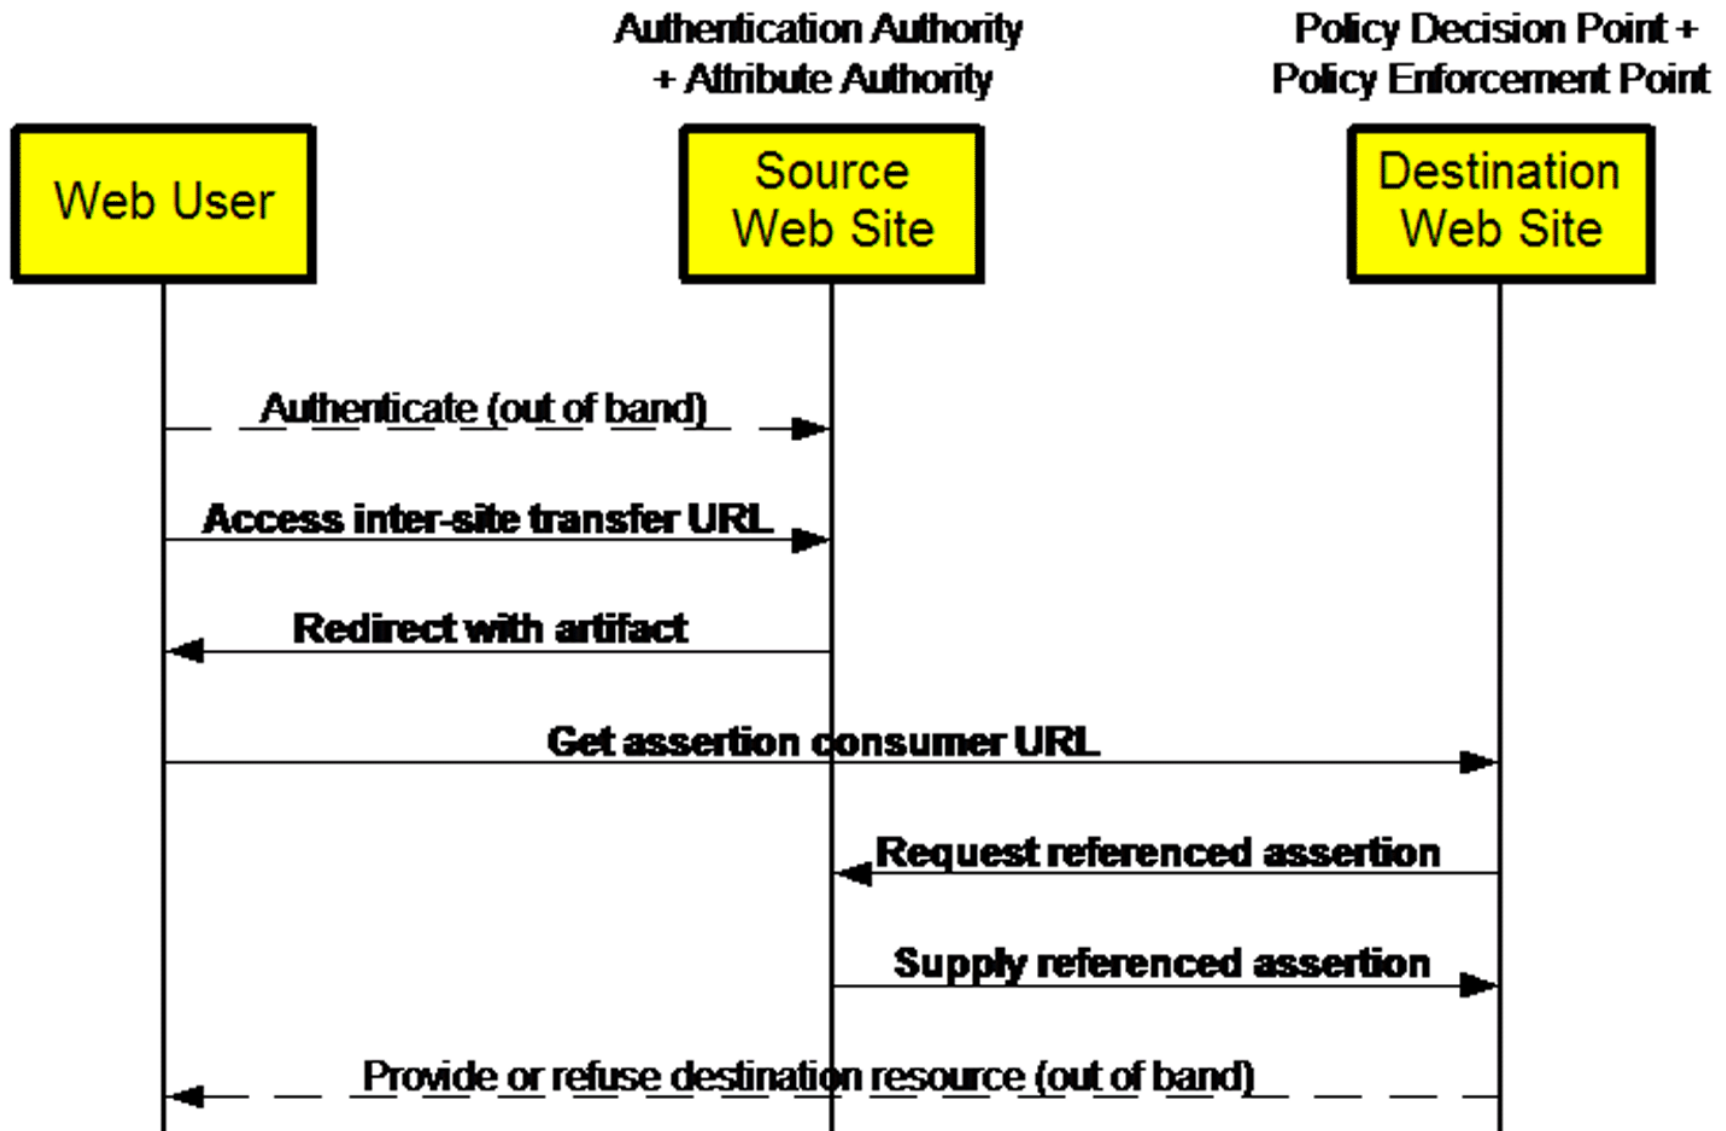 Authentication Authority
+ Attribute Authority
Policy Decision Point +
Policy Enforcement Point
Web User
Source
Web Site
Destination
Web Site
Authenticate (out of band)
Access inter-site transfer URL
Redirect with artifact
Get assertion consumer URL
Request referenced assertion
Supply referenced assertion
Provide or refuse destination resource (out of band)